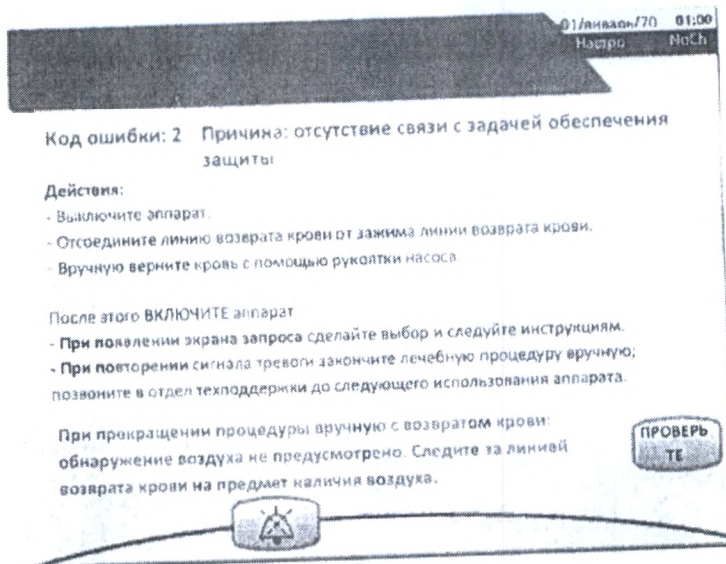 01/январь/70 01:00
Настро NoCh
Код ошибки: 2 Причина: отсутствие связи с задачей обеспечения
защиты
Действия:
- Выключите аппарат.
- Отсоедините линию возврата крови от зажима линии возврата крови.
- Вручную верните кровь с помощью рукоятки насоса.
После этого ВКЛЮЧИТЕ аппарат
- При появлении экрана запроса сделайте выбор и следуйте инструкциям.
- При повторении сигнала тревоги закончите лечебную процедуру вручную;
позвоните в отдел техподдержки до следующего использования аппарата.
При прекращении процедуры вручную с возвратом крови:
обнаружение воздуха не предусмотрено. Следите за линией
возврата крови на предмет наличия воздуха.
ПРОВЕРЬ
ТЕ